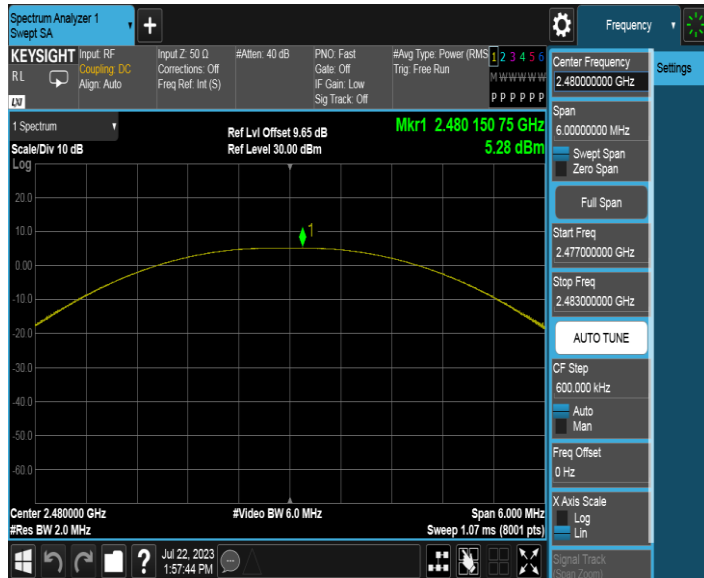 Spectrum Analyzer 1
Swept SA
+
Frequency
KEYSIGHT
RL
LXI
Input: RF
Coupling: DC
Align: Auto
Input Z: 50 Ω
Corrections: Off
Freq Ref: Int (S)
#Atten: 40 dB
PNO: Fast
Gate: Off
IF Gain: Low
Sig Track: Off
#Avg Type: Power (RMS
Trig: Free Run
1 2 3 4 5 6
M W W W W W
P P P P P P
1 Spectrum
Scale/Div 10 dB
Log
Ref Lvl Offset 9.65 dB
Ref Level 30.00 dBm
Mkr1 2.480 150 75 GHz
5.28 dBm
1
20.0
10.0
0.00
-10.0
-20.0
-30.0
-40.0
-50.0
-60.0
Center 2.480000 GHz
#Res BW 2.0 MHz
#Video BW 6.0 MHz
Span 6.000 MHz
Sweep 1.07 ms (8001 pts)
?
Jul 22, 2023
1:57:44 PM
Center Frequency
2.480000000 GHz
Span
6.00000000 MHz
Swept Span
Zero Span
Full Span
Start Freq
2.477000000 GHz
Stop Freq
2.483000000 GHz
AUTO TUNE
CF Step
600.000 kHz
Auto
Man
Freq Offset
0 Hz
X Axis Scale
Log
Lin
Signal Track
(Span Zoom)
Settings